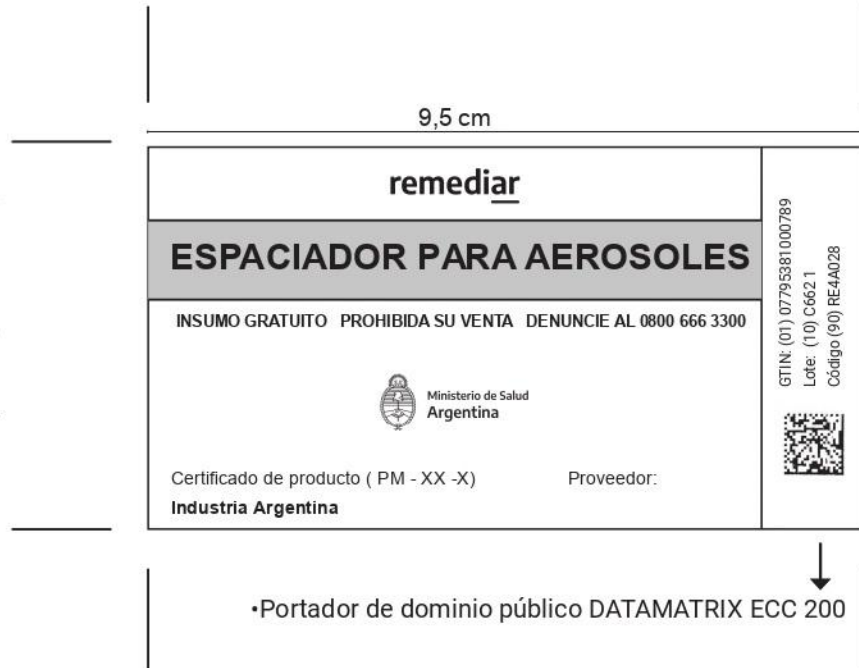 9,5 cm
remediar
ESPACIADOR PARA AEROSOLES
INSUMO GRATUITO PROHIBIDA SU VENTA DENUNCIE AL 0800 666 3300
Ministerio de Salud
Argentina
Certificado de producto ( PM - XX -X) Proveedor:
Industria Argentina
GTIN: (01) 07795381000789
Lote: (10) C662 1
Código (90) RE4A028
•Portador de dominio público DATAMATRIX ECC 200